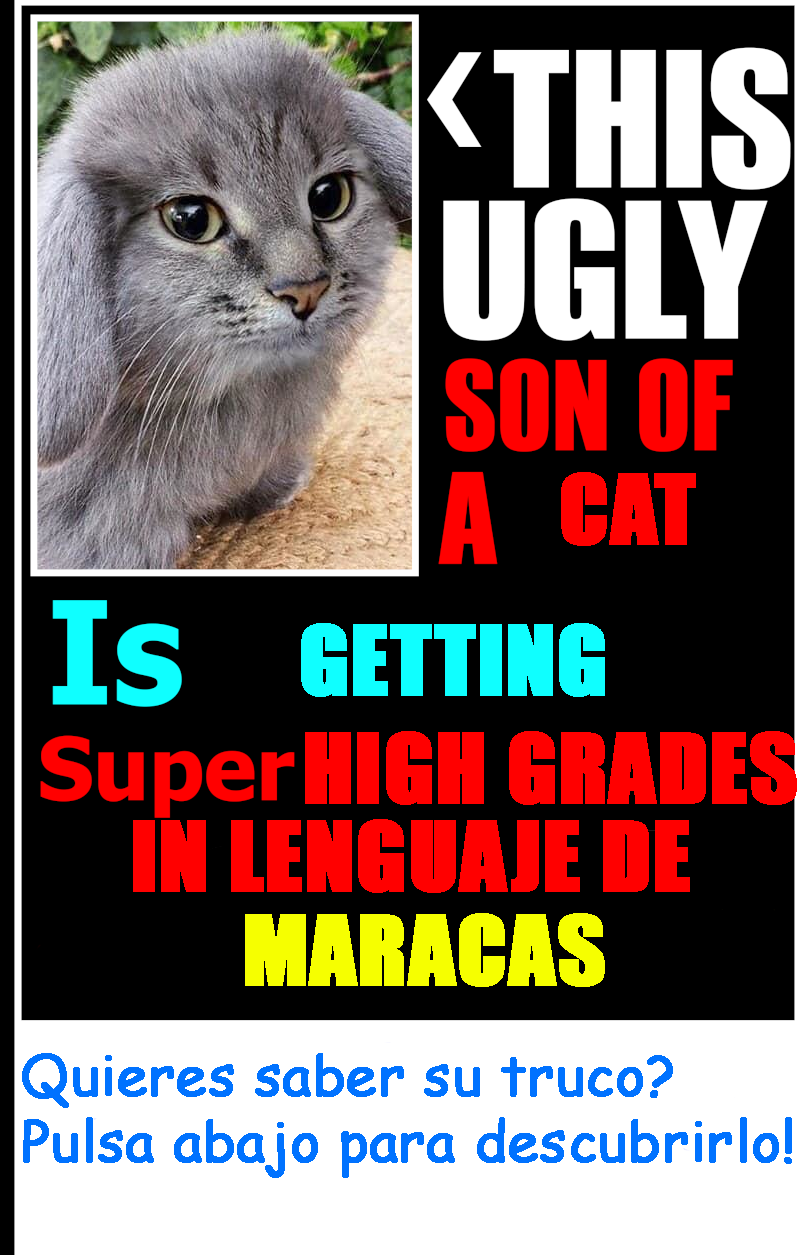 <THIS
UGLY
SON OF
A CAT
Is GETTING
Super HIGH GRADES
IN LENGUAJE DE
MARACAS
Quieres saber su truco?
Pulsa abajo para descubrirlo!